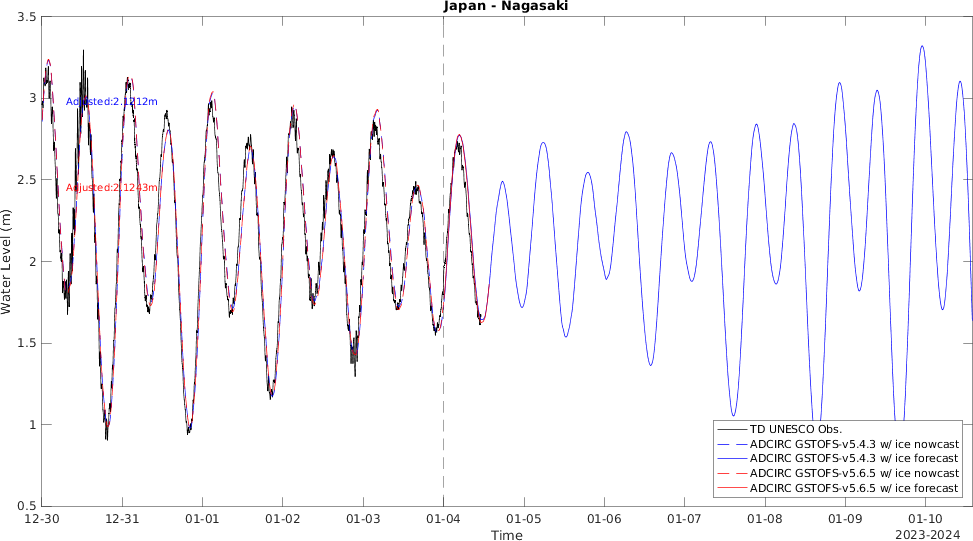 Japan - Nagasaki
3.5
3
2.5
2
1.5
1
0.5
Water Level (m)
Adjusted:2.1212m
Adjusted:2.1243m
TD UNESCO Obs.
ADCIRC GSTOFS-v5.4.3 w/ ice nowcast
ADCIRC GSTOFS-v5.4.3 w/ ice forecast
ADCIRC GSTOFS-v5.6.5 w/ ice nowcast
ADCIRC GSTOFS-v5.6.5 w/ ice forecast
12-30 12-31 01-01 01-02 01-03 01-04 01-05 01-06 01-07 01-08 01-09 01-10
Time
2023-2024